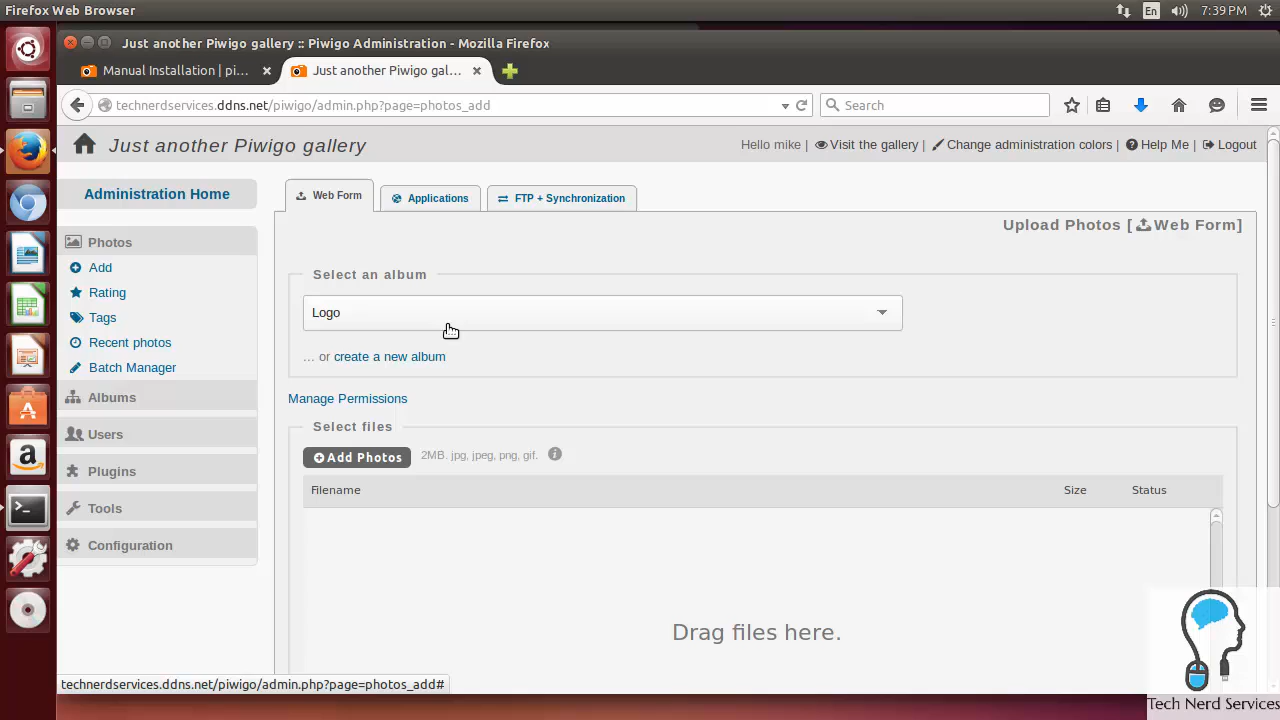 Firefox Web Browser
En
7:39 PM
Just another Piwigo gallery :: Piwigo Administration - Mozilla Firefox
Manual Installation | pi...
Just another Piwigo gal...
technerdservices.ddns.net/piwigo/admin.php?page=photos_add
Search
Just another Piwigo gallery
Hello mike | Visit the gallery | Change administration colors | Help Me | Logout
Administration Home
Web Form
Applications
FTP + Synchronization
Upload Photos [ Web Form]
Photos
Add
Rating
Tags
Recent photos
Batch Manager
Albums
Users
Plugins
Tools
Configuration
Select an album
Logo
... or create a new album
Manage Permissions
Select files
Add Photos
2MB. jpg, jpeg, png, gif.
Filename
Size
Status
Drag files here.
technerdservices.ddns.net/piwigo/admin.php?page=photos_add#
Tech Nerd Services